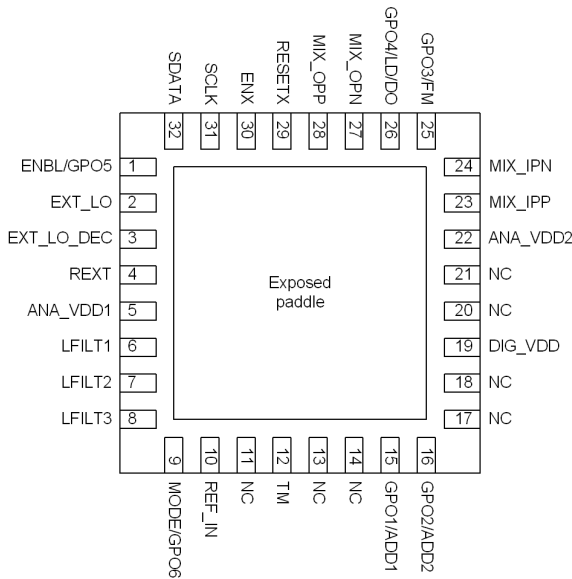 SDATA
SCLK
ENX
RESETX
MIX_OPP
MIX_OPN
GPO4/LD/DO
GPO3/FM
32
31
30
29
28
27
26
25
ENBL/GPO5 1
EXT_LO 2
EXT_LO_DEC 3
REXT 4
ANA_VDD1 5
LFILT1 6
LFILT2 7
LFILT3 8
Exposed
paddle
24 MIX_IPN
23 MIX_IPP
22 ANA_VDD2
21 NC
20 NC
19 DIG_VDD
18 NC
17 NC
9
10
11
12
13
14
15
16
MODE/GPO6
REF_IN
NC
TM
NC
NC
GPO1/ADD1
GPO2/ADD2